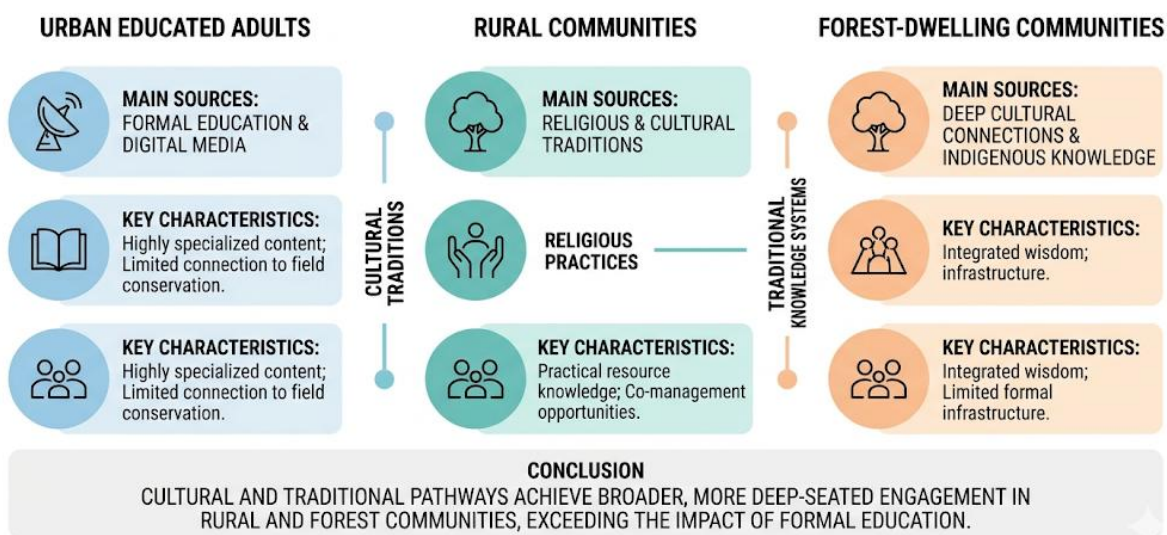 URBAN EDUCATED ADULTS
MAIN SOURCES:
FORMAL EDUCATION &
DIGITAL MEDIA
KEY CHARACTERISTICS:
Highly specialized content;
Limited connection to field
conservation.
KEY CHARACTERISTICS:
Highly specialized content;
Limited connection to field
conservation.
CULTURAL
TRADITIONS
RURAL COMMUNITIES
MAIN SOURCES:
RELIGIOUS & CULTURAL
TRADITIONS
RELIGIOUS
PRACTICES
KEY CHARACTERISTICS:
Practical resource
knowledge; Co-management
opportunities.
TRADITIONAL
KNOWLEDGE SYSTEMS
FOREST-DWELLING COMMUNITIES
MAIN SOURCES:
DEEP CULTURAL
CONNECTIONS &
INDIGENOUS KNOWLEDGE
KEY CHARACTERISTICS:
Integrated wisdom;
infrastructure.
KEY CHARACTERISTICS:
Integrated wisdom;
Limited formal
infrastructure.
CONCLUSION
CULTURAL AND TRADITIONAL PATHWAYS ACHIEVE BROADER, MORE DEEP-SEATED ENGAGEMENT IN
RURAL AND FOREST COMMUNITIES, EXCEEDING THE IMPACT OF FORMAL EDUCATION.